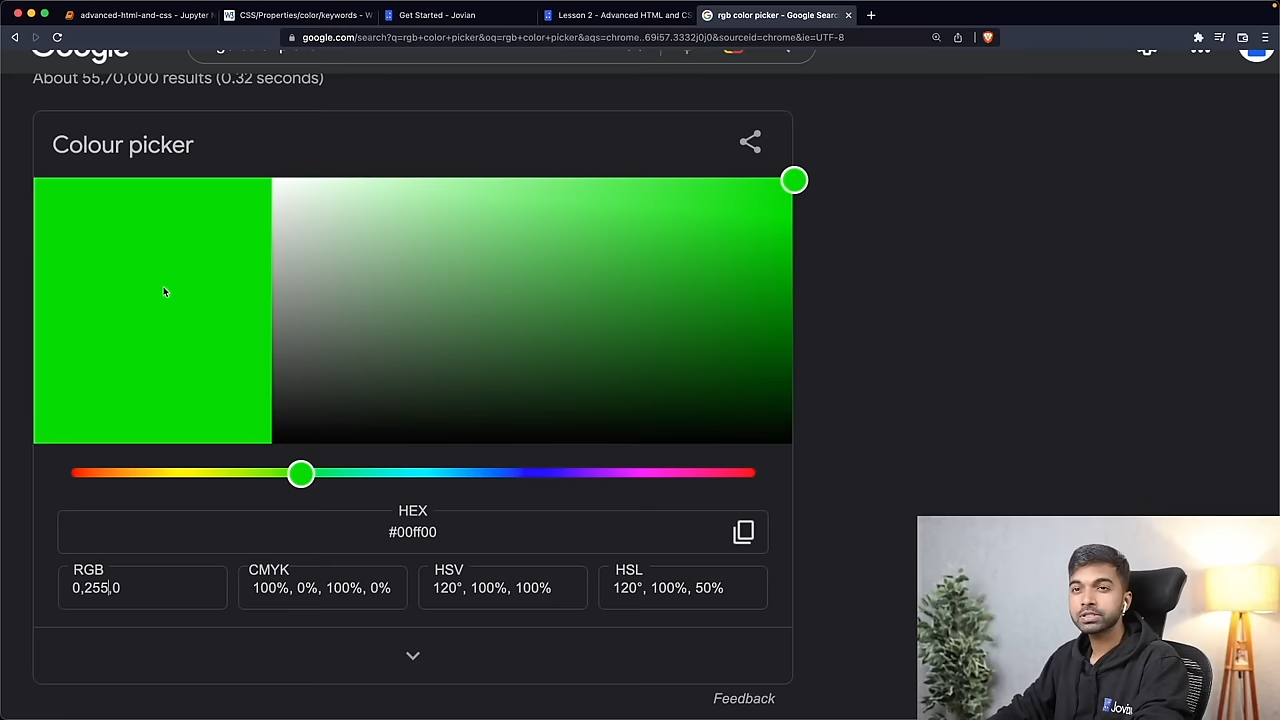 advanced-html-and-css - Jupyter N
CSS/Properties/color/keywords - W
Get Started - Jovian
Lesson 2 - Advanced HTML and CS
rgb color picker - Google Searc
google.com/search?q=rgb+color+picker&oq=rgb+color+picker&aqs=chrome..69i57.3332j0j0&sourceid=chrome&ie=UTF-8
Google
About 55,70,000 results (0.32 seconds)
Colour picker
HEX
#00ff00
RGB
0,255,0
CMYK
100%, 0%, 100%, 0%
HSV
120°, 100%, 100%
HSL
120°, 100%, 50%
Feedback
Jovian